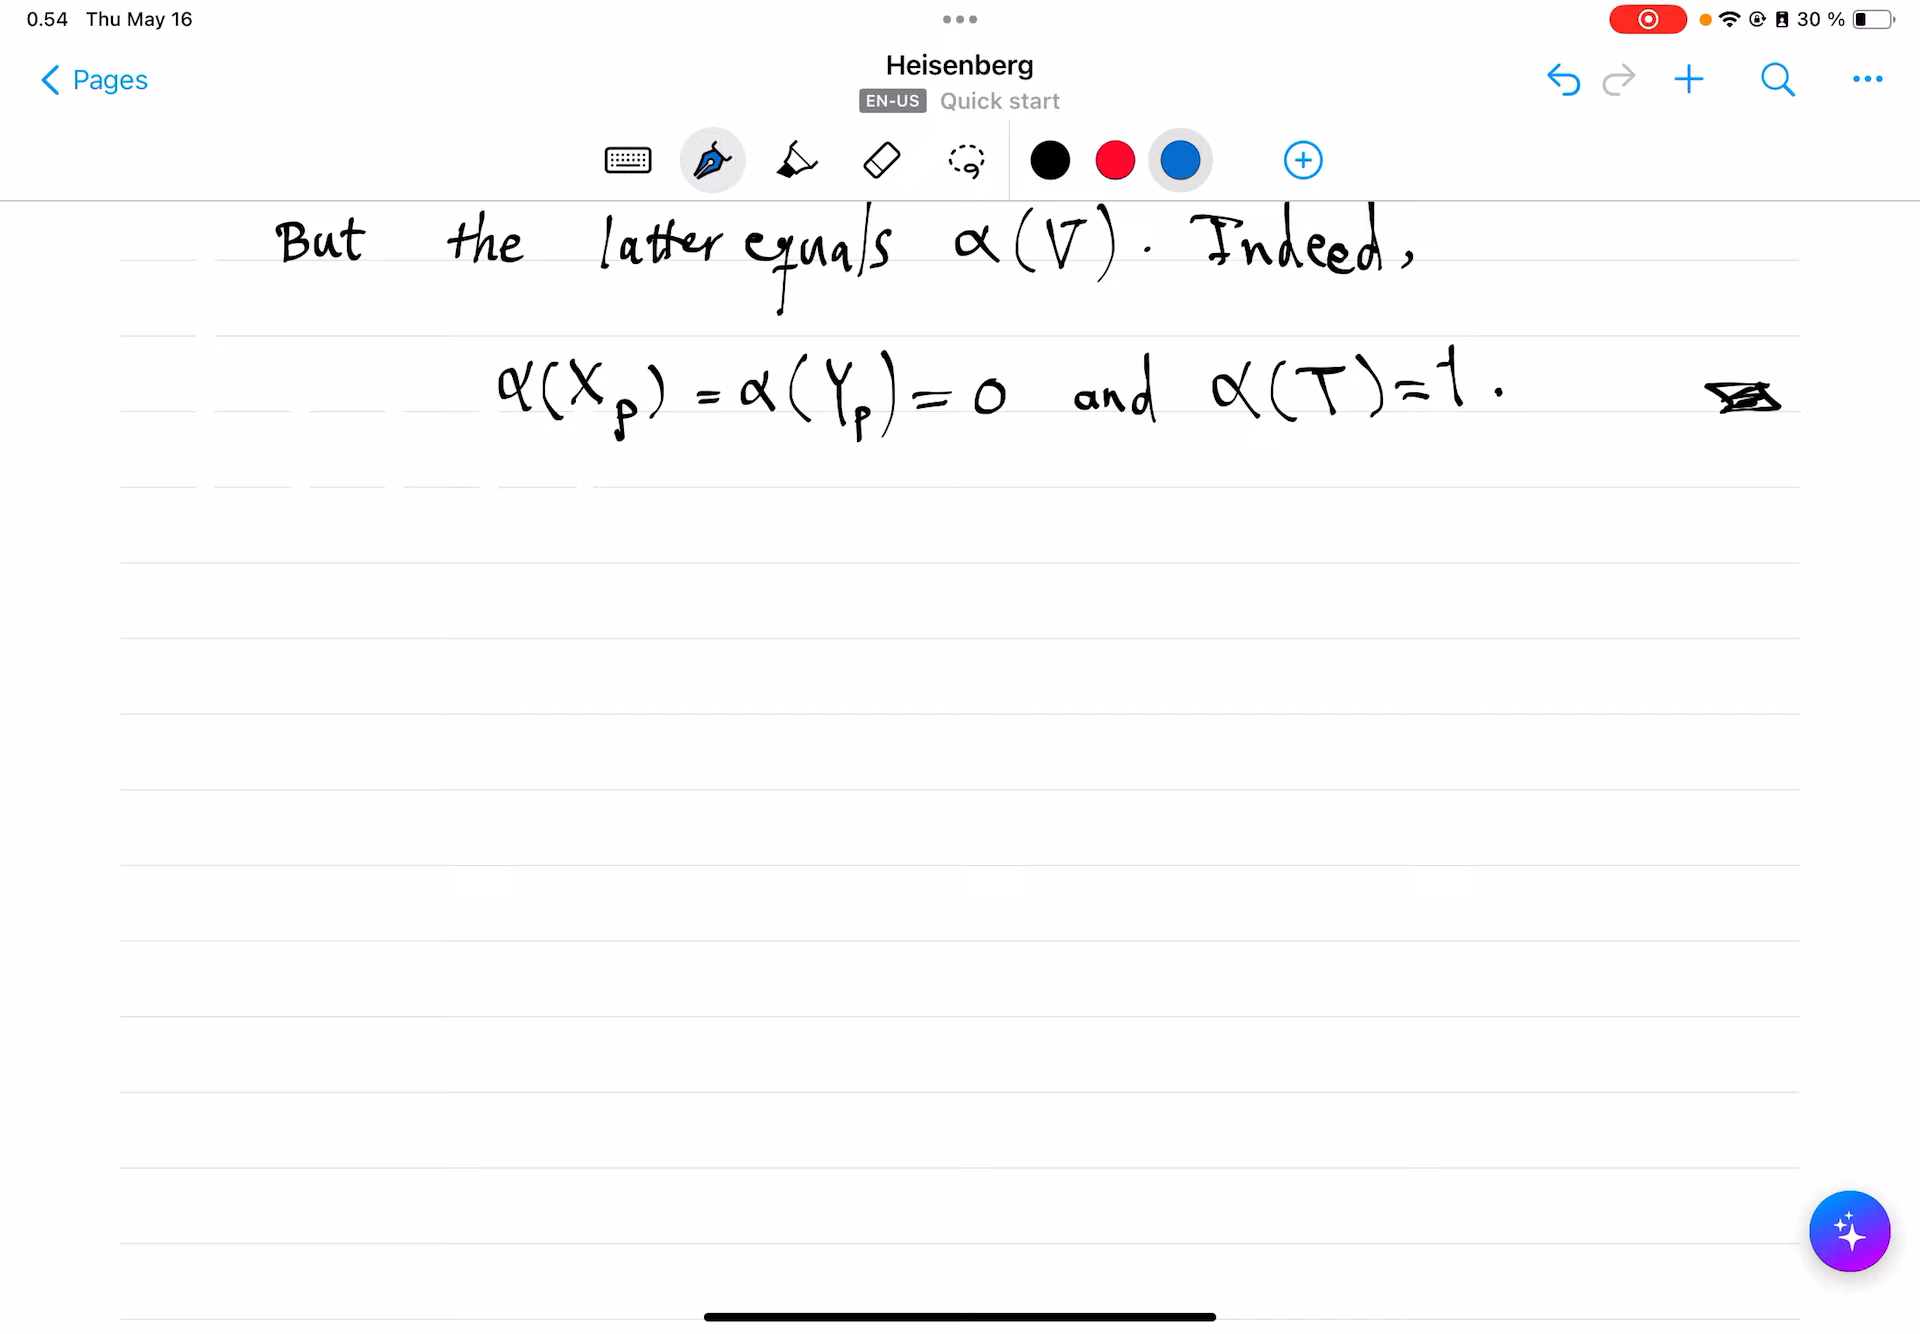 0.54 Thu May 16
30 %
Pages
Heisenberg
EN-US Quick start
But the latter equals α(V). Indeed,
α(X_p) = α(Y_p) = 0 and α(T) = 1.